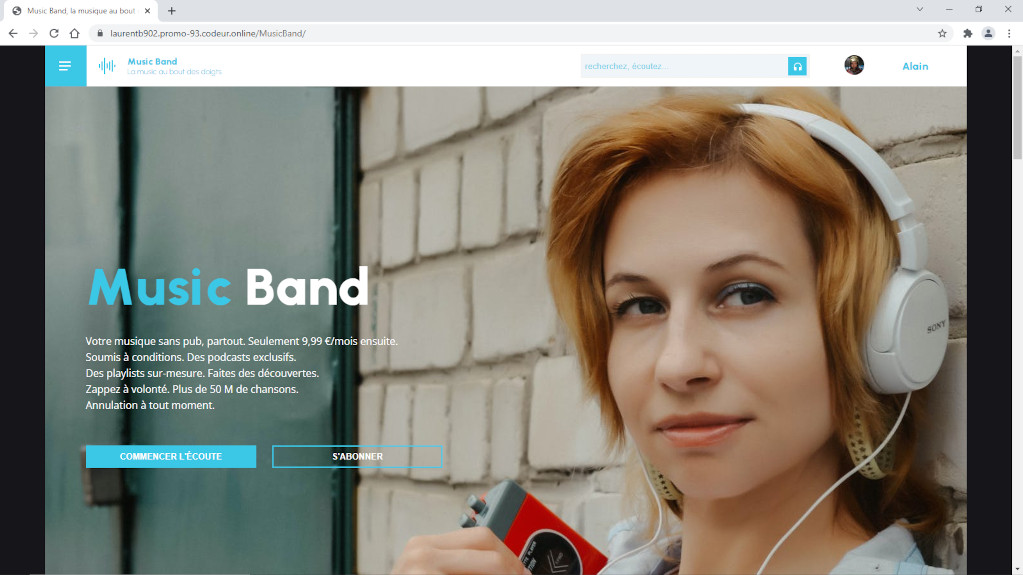 Music Band, la musique au bout
laurentb902.promo-93.codeur.online/MusicBand/
Music Band
La music au bout des doigts
recherchez, écoutez...
Alain
SONY
Music Band
Votre musique sans pub, partout. Seulement 9,99 €/mois ensuite.
Soumis à conditions. Des podcasts exclusifs.
Des playlists sur-mesure. Faites des découvertes.
Zappez à volonté. Plus de 50 M de chansons.
Annulation à tout moment.
COMMENCER L'ÉCOUTE
S'ABONNER